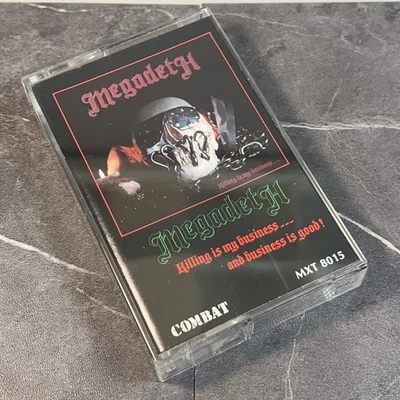 Megadeth
Killing is my business....
Megadeth
Killing is my business....
and business is good!
COMBAT
MXT 8015